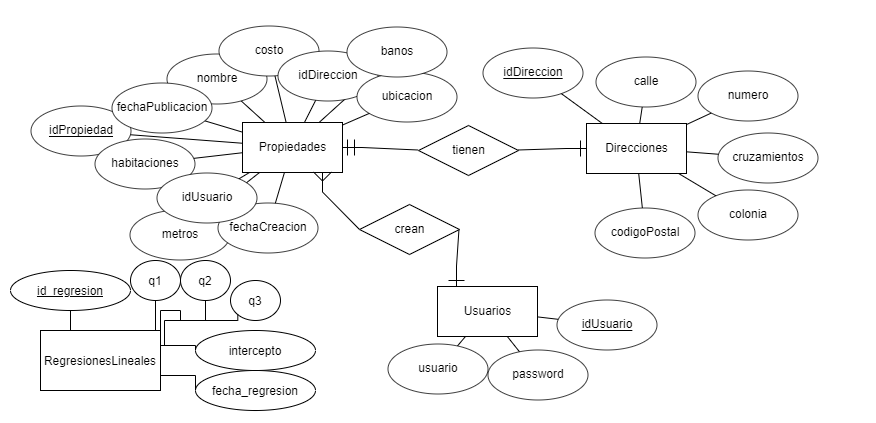 costo
banos
nombre
idDireccion
idDireccion
calle
numero
fechaPublicacion
ubicacion
idPropiedad
Propiedades
tienen
Direcciones
cruzamientos
habitaciones
idUsuario
metros
fechaCreacion
crean
codigoPostal
colonia
id_regresion
q1
q2
q3
Usuarios
idUsuario
RegresionesLineales
intercepto
usuario
password
fecha_regresion